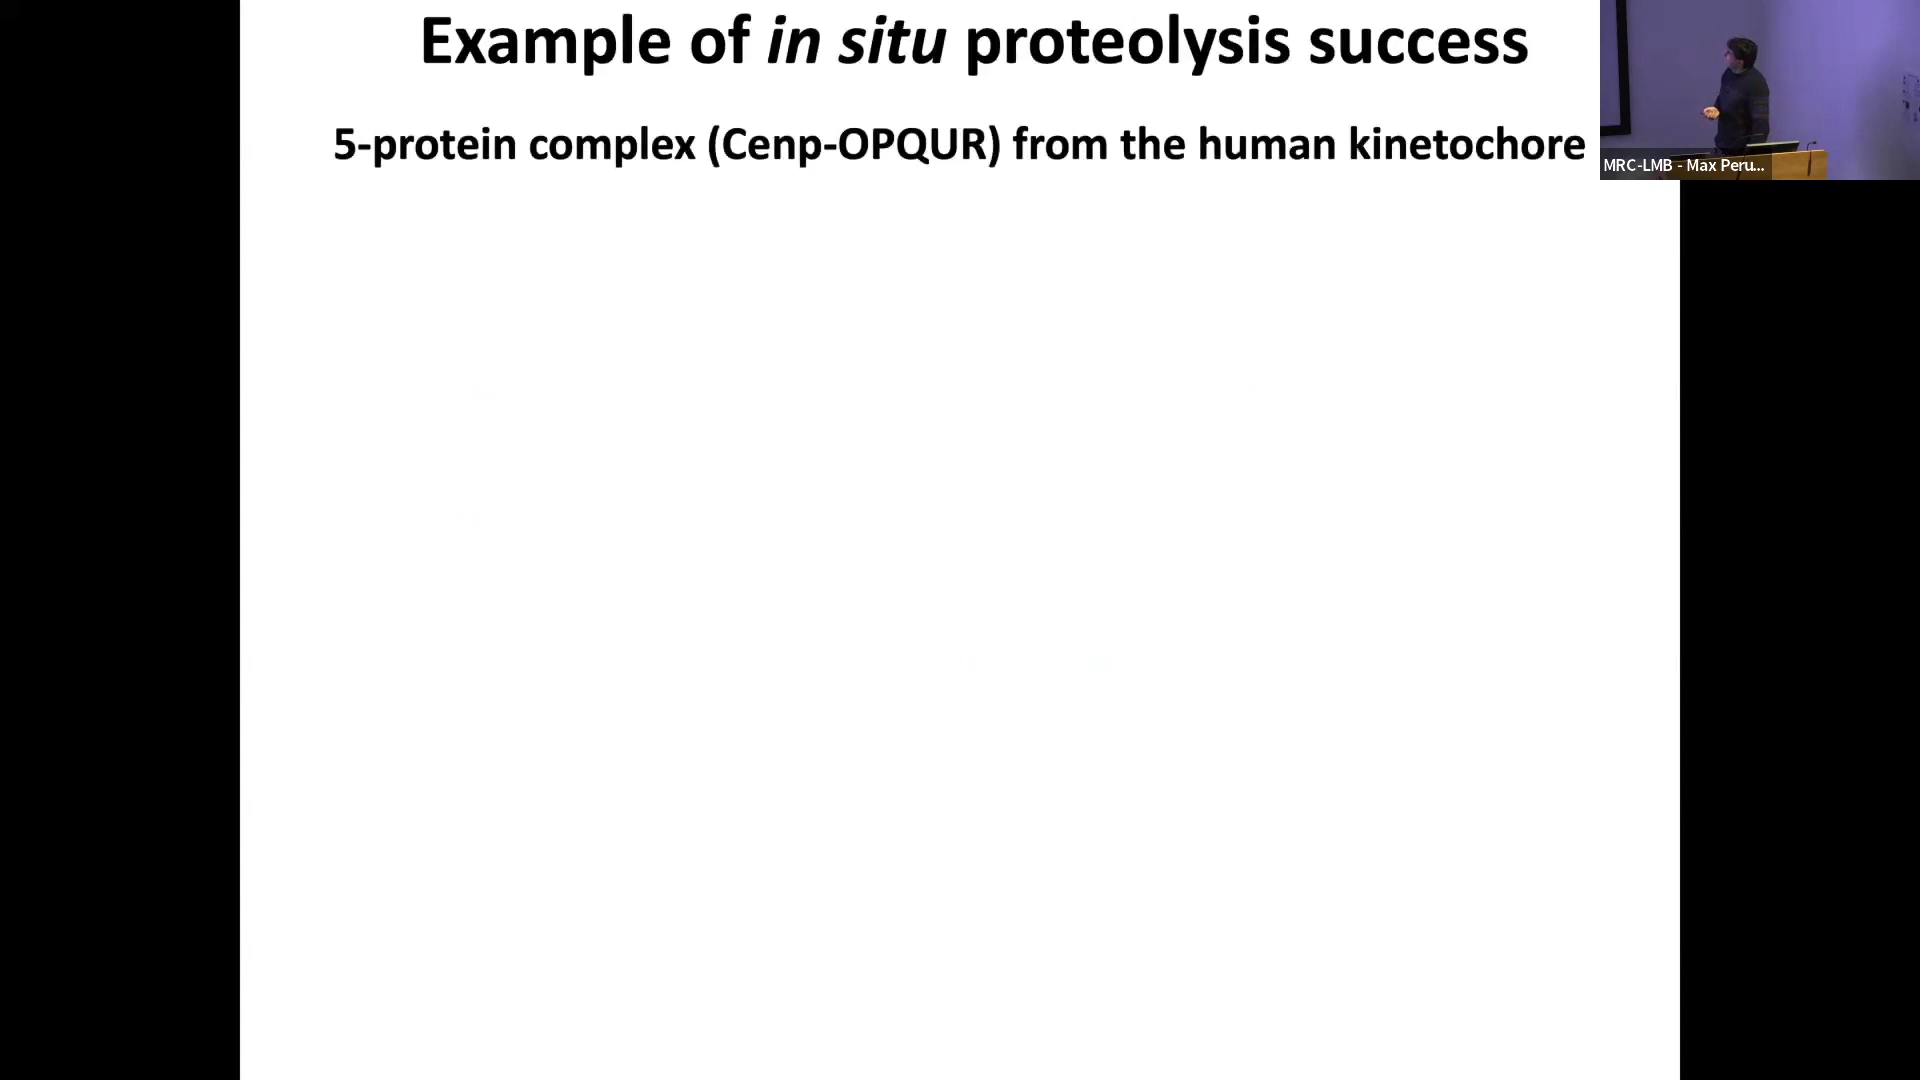 Example of in situ proteolysis success
5-protein complex (Cenp-OPQUR) from the human kinetochore
MRC-LMB - Max Peru...